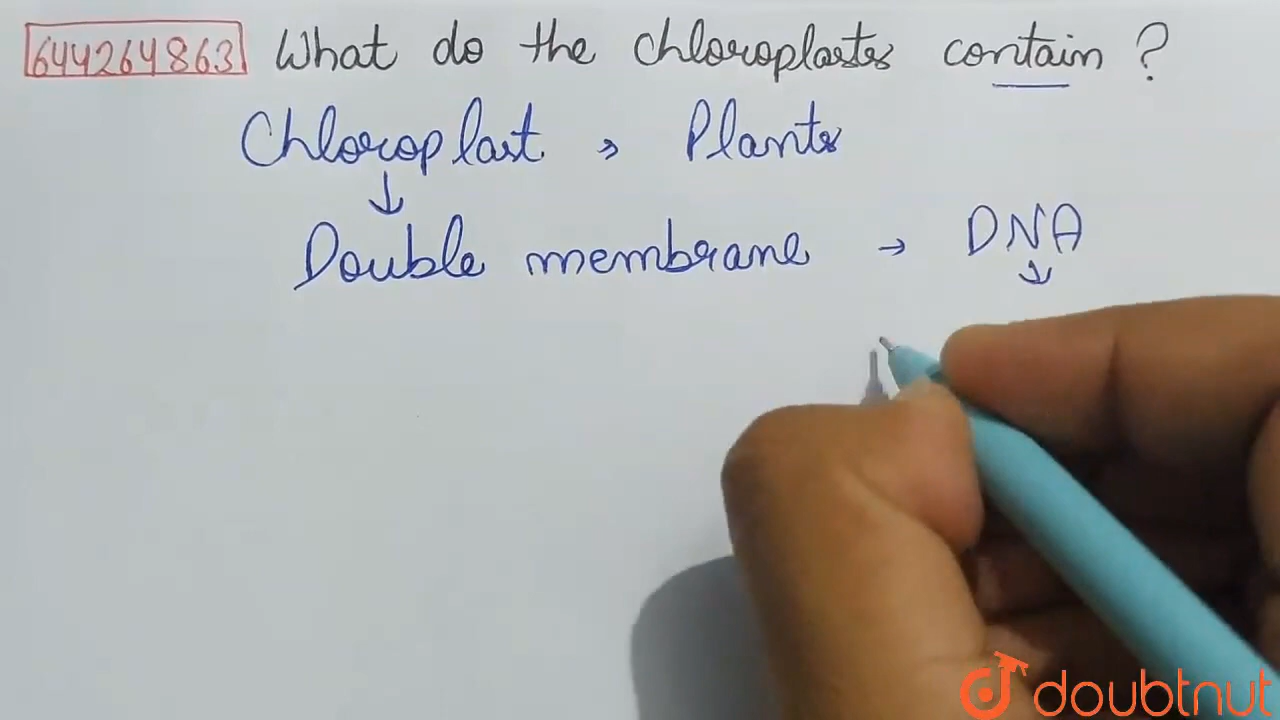 644264863 What do the chloroplasts contain ?
Chloroplast → Plants
↓
Double membrane → DNA
↓
doubtnut